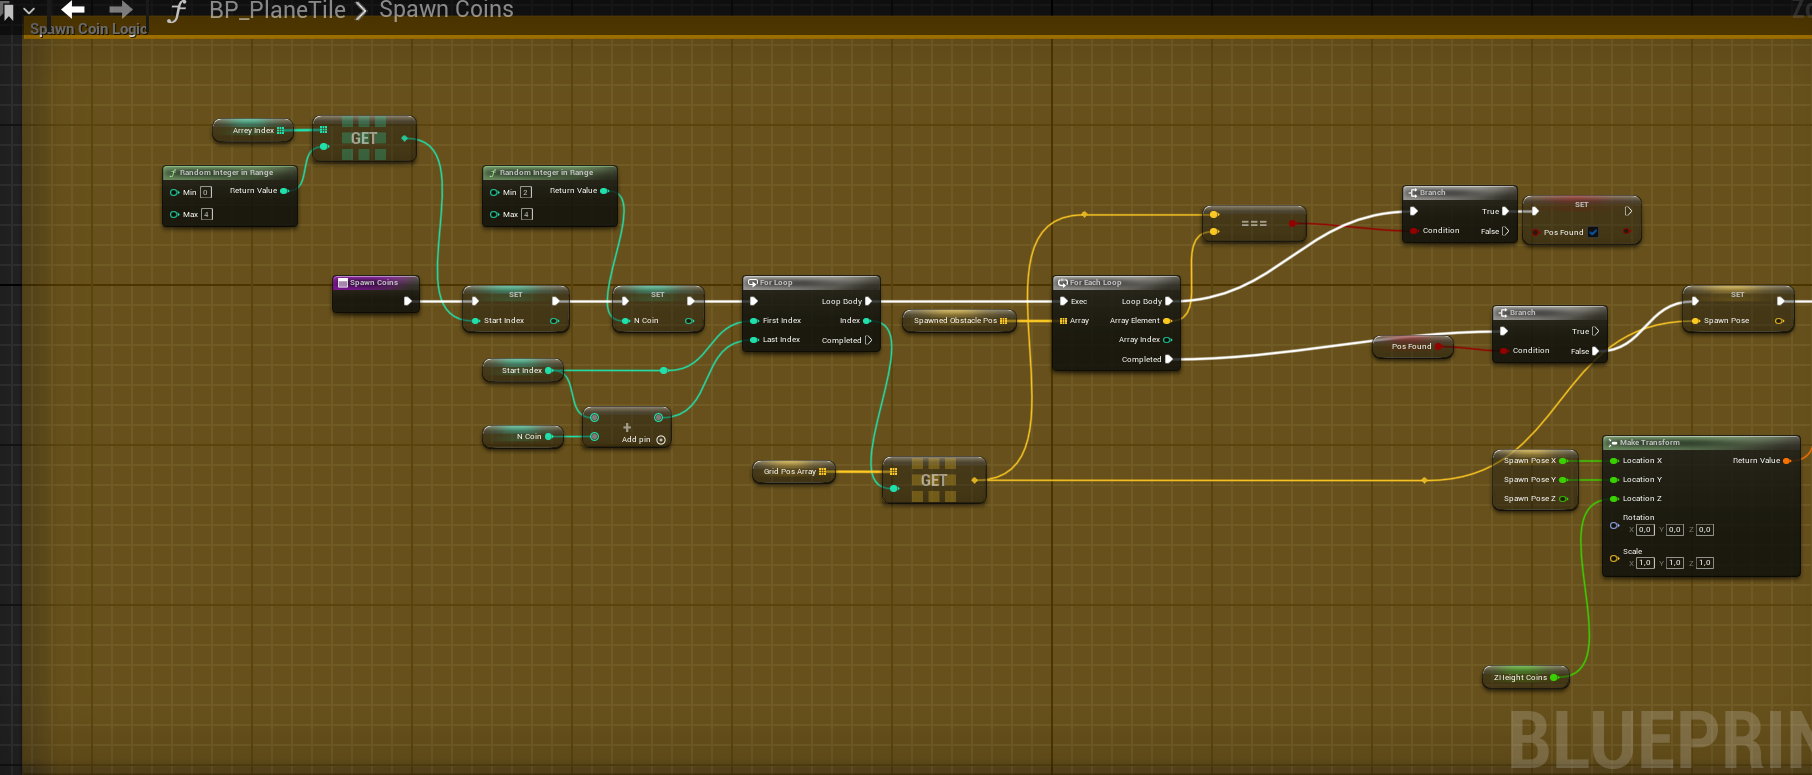 BP_PlaneTile > Spawn Coins
Spawn Coin Logic
Arrey Index
GET
Random Integer in Range
Min 0
Return Value
Max 4
Random Integer in Range
Min 2
Return Value
Max 4
Spawn Coins
SET
Start Index
SET
N Coin
For Loop
Loop Body
First Index
Index
Last Index
Completed
Start Index
N Coin
+
Add pin
Spawned Obstacle Pos
Grid Pos Array
GET
For Each Loop
Exec
Loop Body
Array
Array Element
Array Index
Completed
===
Branch
True
Condition
False
SET
Pos Found
Pos Found
Branch
True
Condition
False
SET
Spawn Pose
Spawn Pose X
Spawn Pose Y
Spawn Pose Z
Make Transform
Location X
Return Value
Location Y
Location Z
Rotation
X 0,0 Y 0,0 Z 0,0
Scale
X 1,0 Y 1,0 Z 1,0
ZHeight Coins
BLUEPRIN